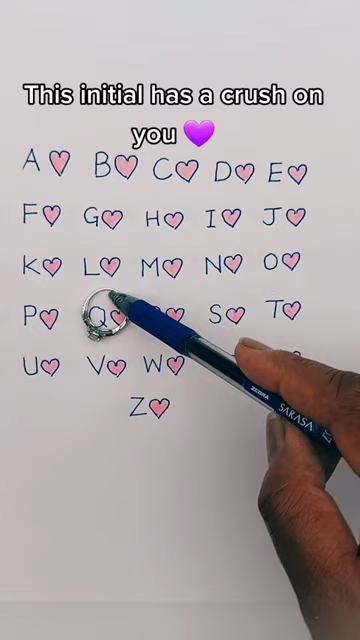 This initial has a crush on
you 💜
A B C D E
F G H I J
K L M N O
P Q S T
U V W
Z
ZEBRA SARASA